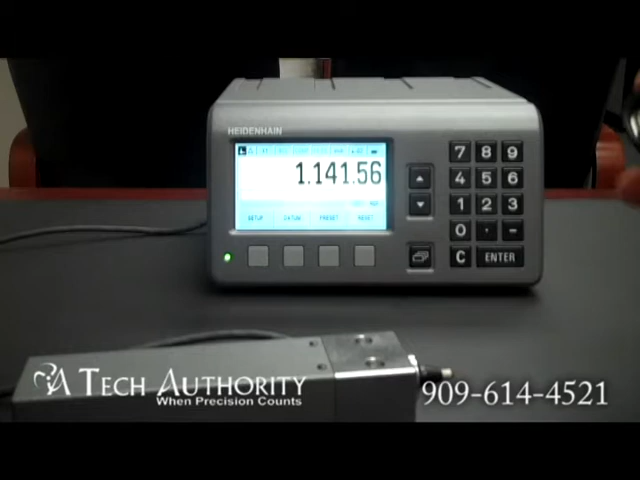 HEIDENHAIN
1.141.56
SETUP DATUM PRESET RESET
7 8 9
4 5 6
1 2 3
0 . -
C ENTER
A TECH AUTHORITY
When Precision Counts
909-614-4521